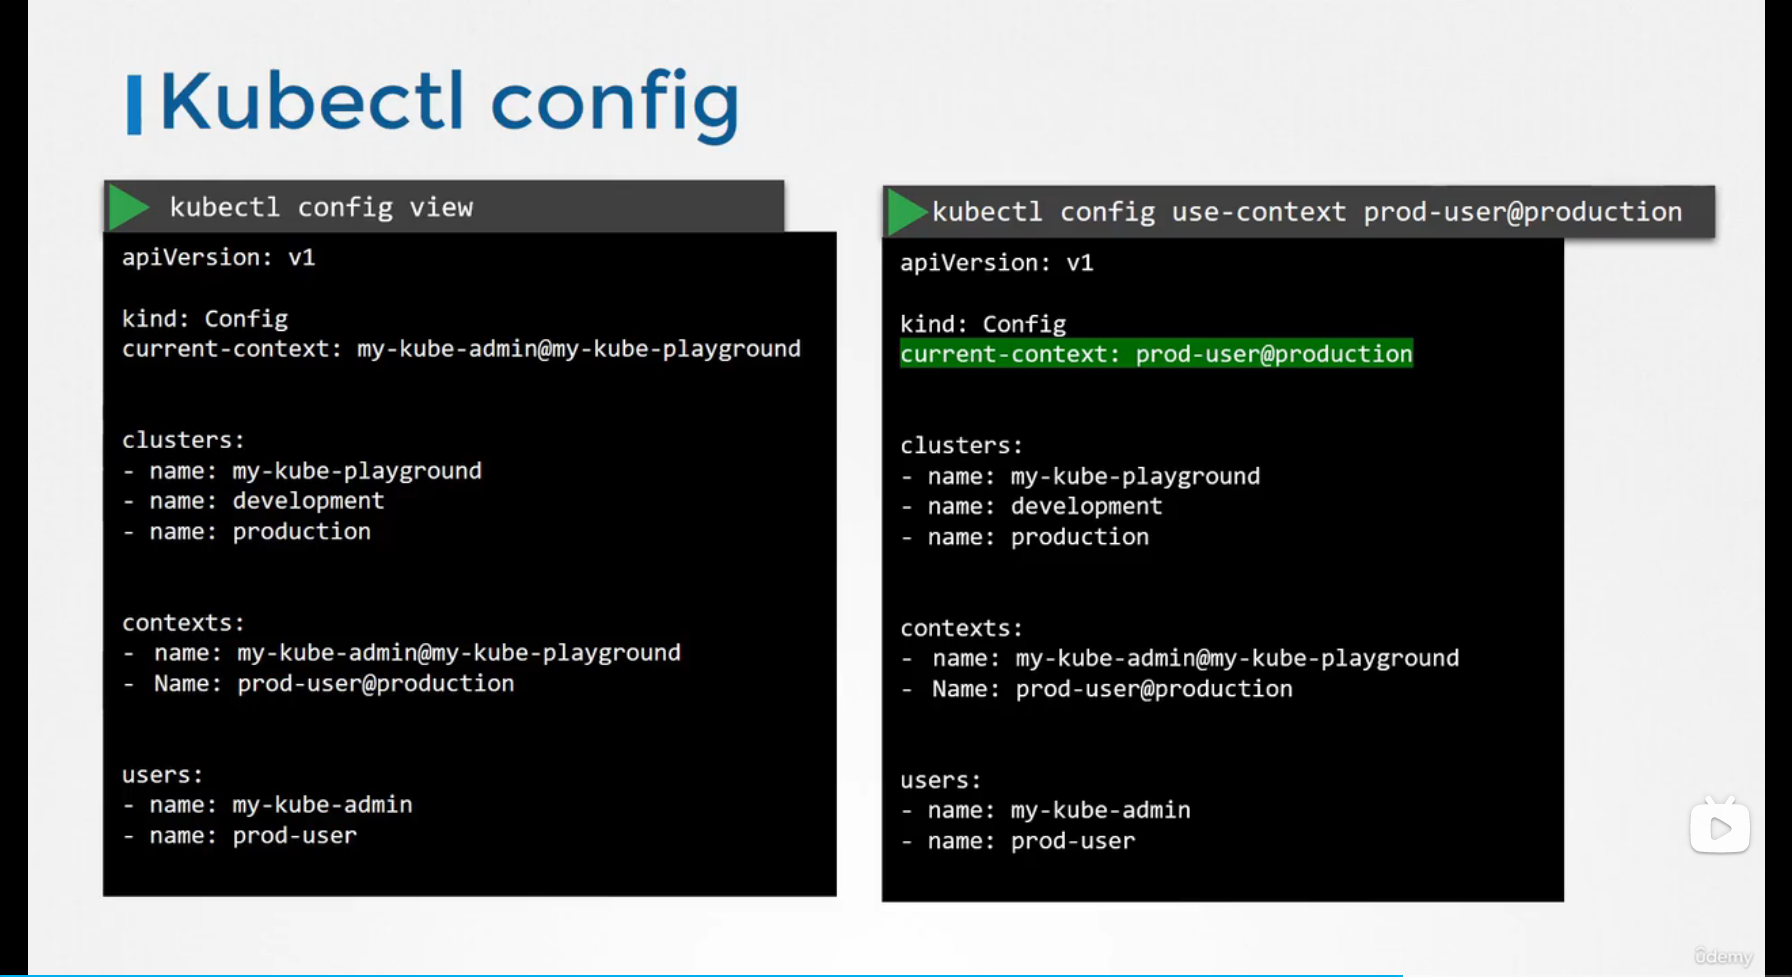 Kubectl config
kubectl config view
apiVersion: v1
kind: Config
current-context: my-kube-admin@my-kube-playground
clusters:
- name: my-kube-playground
- name: development
- name: production
contexts:
- name: my-kube-admin@my-kube-playground
- Name: prod-user@production
users:
- name: my-kube-admin
- name: prod-user
kubectl config use-context prod-user@production
apiVersion: v1
kind: Config
current-context: prod-user@production
clusters:
- name: my-kube-playground
- name: development
- name: production
contexts:
- name: my-kube-admin@my-kube-playground
- Name: prod-user@production
users:
- name: my-kube-admin
- name: prod-user
ûdemy